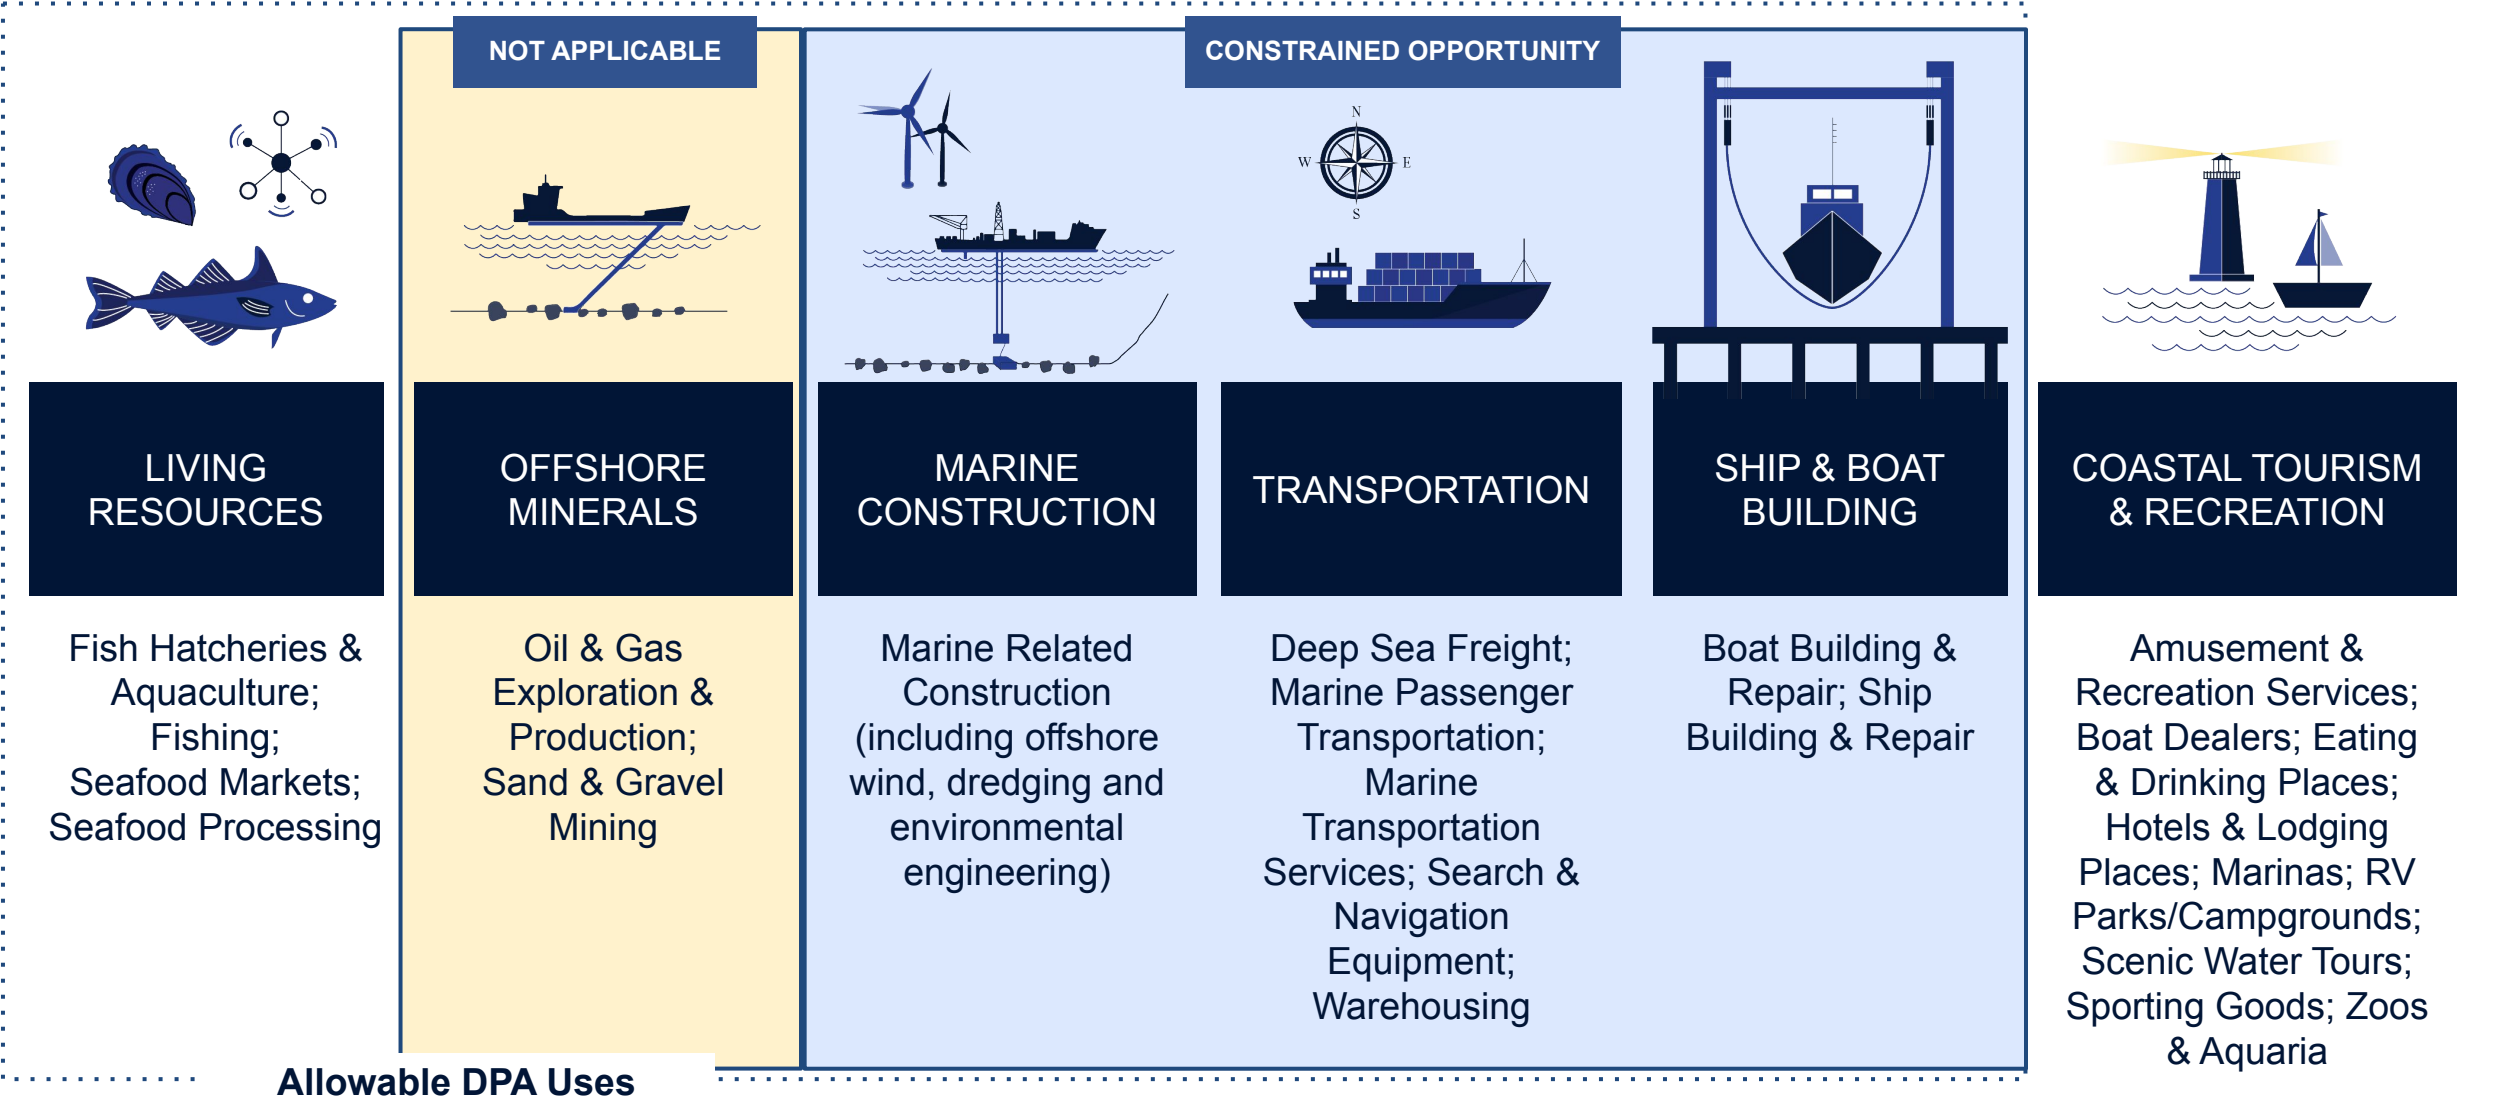 NOT APPLICABLE
CONSTRAINED OPPORTUNITY
N
W
E
S
LIVING
RESOURCES
OFFSHORE
MINERALS
MARINE
CONSTRUCTION
TRANSPORTATION
SHIP & BOAT
BUILDING
COASTAL TOURISM
& RECREATION
Fish Hatcheries &
Aquaculture;
Fishing;
Seafood Markets;
Seafood Processing
Oil & Gas
Exploration &
Production;
Sand & Gravel
Mining
Marine Related
Construction
(including offshore
wind, dredging and
environmental
engineering)
Deep Sea Freight;
Marine Passenger
Transportation;
Marine
Transportation
Services; Search &
Navigation
Equipment;
Warehousing
Boat Building &
Repair; Ship
Building & Repair
Amusement &
Recreation Services;
Boat Dealers; Eating
& Drinking Places;
Hotels & Lodging
Places; Marinas; RV
Parks/Campgrounds;
Scenic Water Tours;
Sporting Goods; Zoos
& Aquaria
Allowable DPA Uses